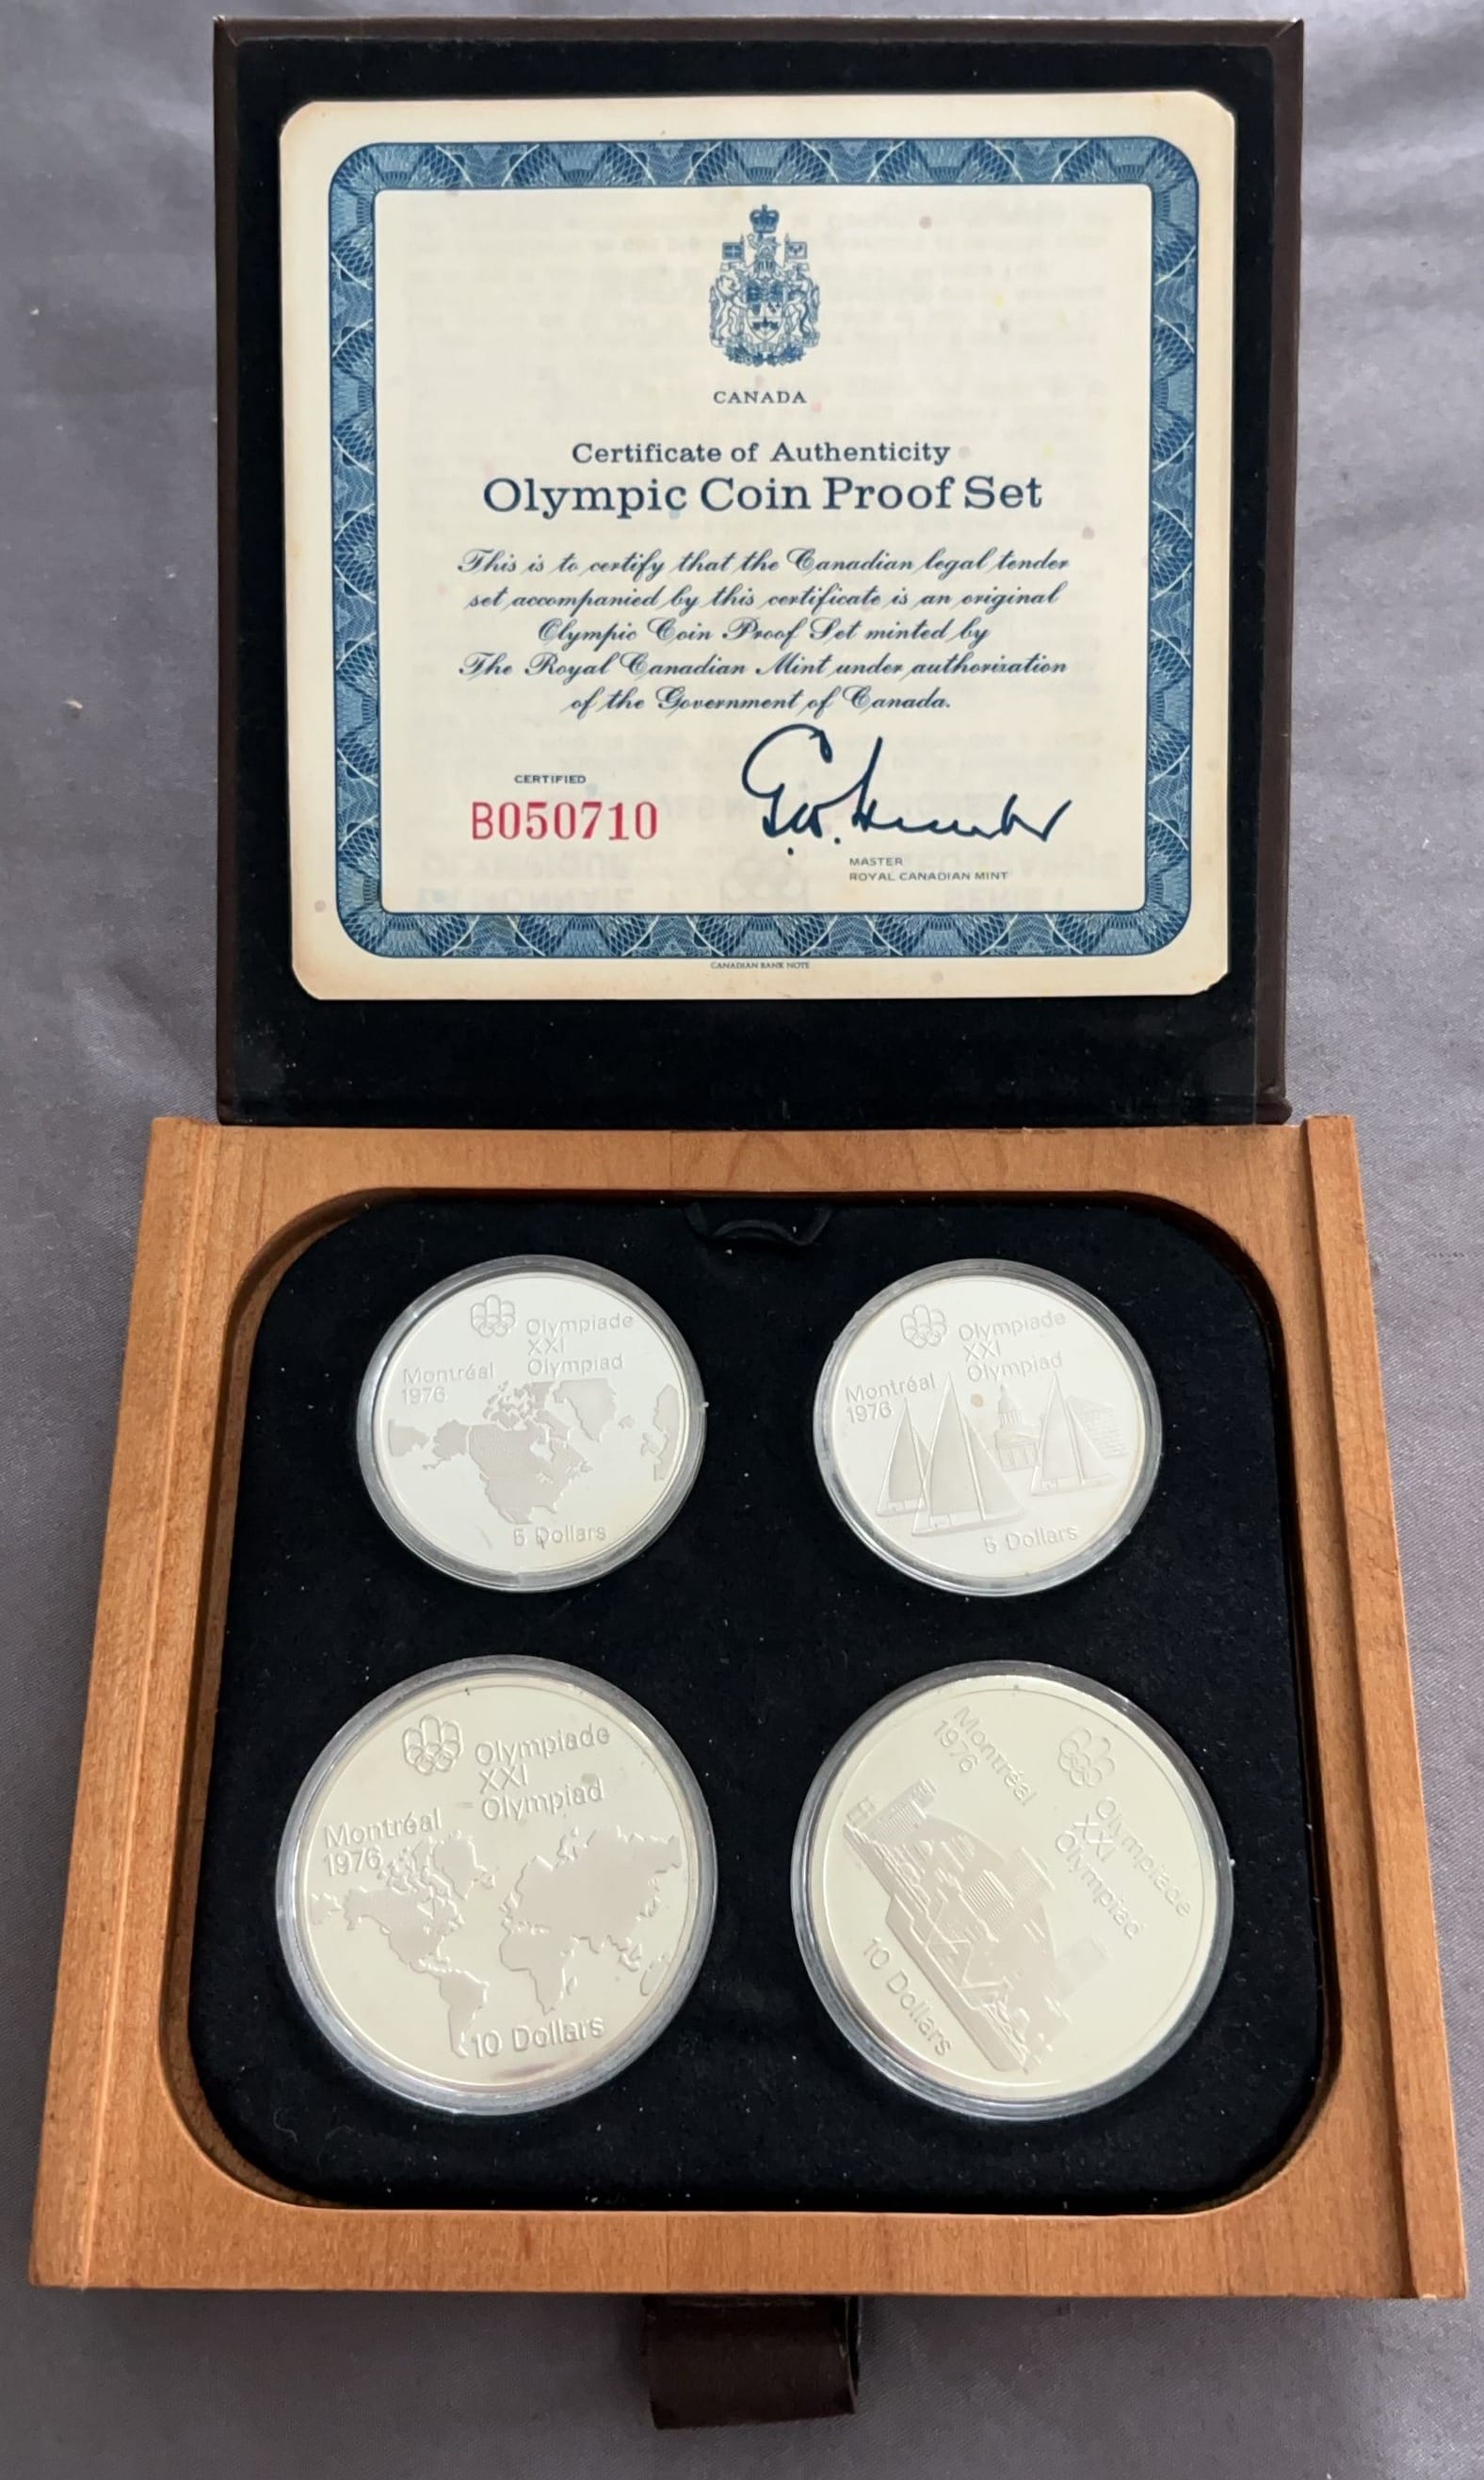 CANADA
Certificate of Authenticity
Olympic Coin Proof Set
This is to certify that the Canadian legal tender
set accompanied by this certificate is an original
Olympic Coin Proof Set minted by
The Royal Canadian Mint under authorization
of the Government of Canada.
CERTIFIED
B050710
MASTER
ROYAL CANADIAN MINT
CANADIAN BANK NOTE
Olympiade
XXI
Olympiad
Montréal
1976
5 Dollars
Olympiade
XXI
Olympiad
Montréal
1976
5 Dollars
Olympiade
XXI
Olympiad
Montréal
1976
10 Dollars
Montréal
1976
Olympiade
XXI
Olympiad
10 Dollars